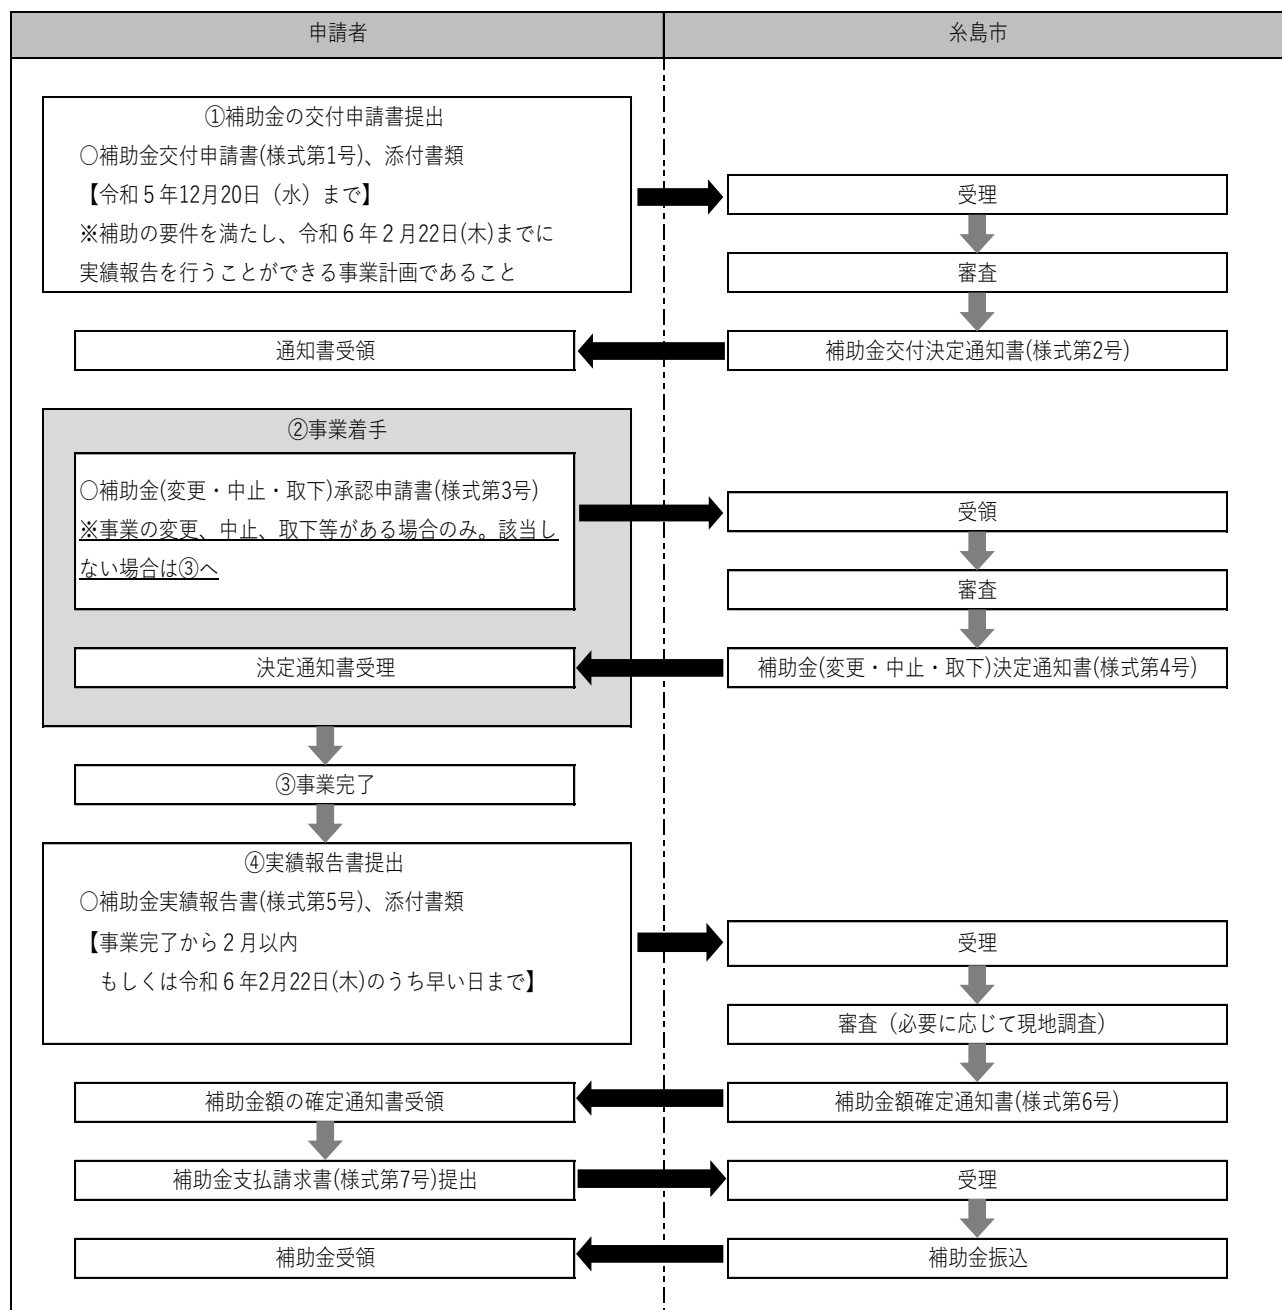 申請者
糸島市
①補助金の交付申請書提出
○補助金交付申請書(様式第1号)、添付書類
【令和５年12月20日（水）まで】
※補助の要件を満たし、令和６年２月22日(木)までに
実績報告を行うことができる事業計画であること
受理
審査
補助金交付決定通知書(様式第2号)
通知書受領
②事業着手
○補助金(変更・中止・取下)承認申請書(様式第3号)
※事業の変更、中止、取下等がある場合のみ。該当し
ない場合は③へ
受領
審査
補助金(変更・中止・取下)決定通知書(様式第4号)
決定通知書受理
③事業完了
④実績報告書提出
○補助金実績報告書(様式第5号)、添付書類
【事業完了から２月以内
もしくは令和６年2月22日(木)のうち早い日まで】
受理
審査（必要に応じて現地調査）
補助金額確定通知書(様式第6号)
補助金額の確定通知書受領
補助金支払請求書(様式第7号)提出
受理
補助金振込
補助金受領